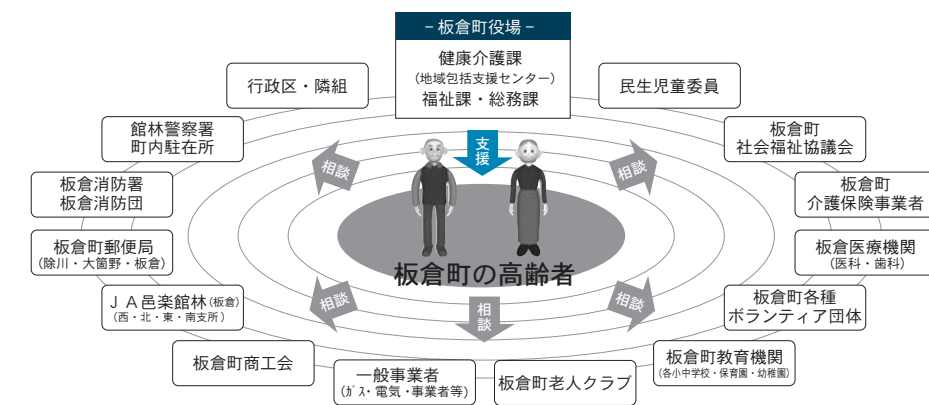 －板倉町役場－
健康介護課
（地域包括支援センター）
福祉課・総務課
行政区・隣組
民生児童委員
館林警察署
町内駐在所
板倉町
社会福祉協議会
板倉消防署
板倉消防団
板倉町
介護保険事業者
板倉町郵便局
（除川・大箇野・板倉）
板倉医療機関
（医科・歯科）
ＪＡ邑楽館林（板倉）
（西・北・東・南支所）
板倉町各種
ボランティア団体
板倉町商工会
一般事業者
（ガス・電気・事業者等）
板倉町老人クラブ
板倉町教育機関
（各小中学校・保育園・幼稚園）
支援
相談
相談
板倉町の高齢者
相談
相談
相談